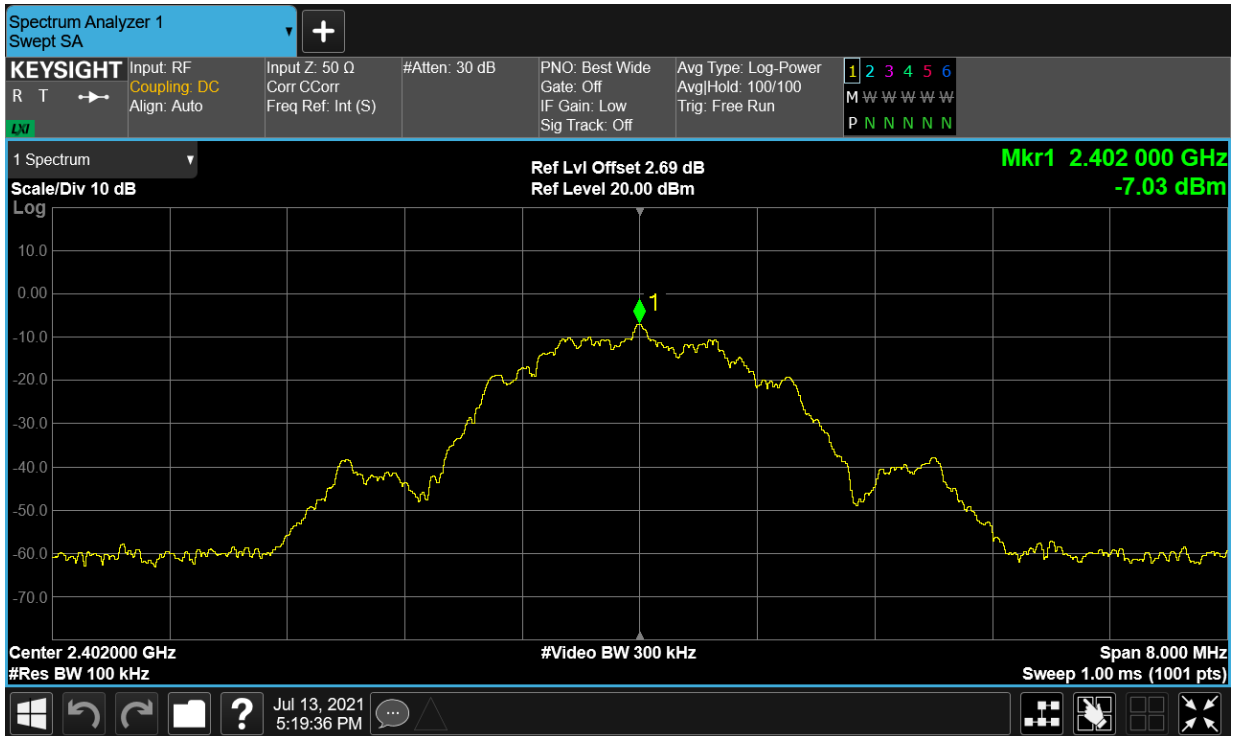 Spectrum Analyzer 1
Swept SA
KEYSIGHT
R T
LXI
Input: RF
Coupling: DC
Align: Auto
Input Z: 50 Ω
Corr CCorr
Freq Ref: Int (S)
#Atten: 30 dB
PNO: Best Wide
Gate: Off
IF Gain: Low
Sig Track: Off
Avg Type: Log-Power
Avg|Hold: 100/100
Trig: Free Run
1 2 3 4 5 6
M W W W W W
P N N N N N
1 Spectrum
Scale/Div 10 dB
Log
Ref Lvl Offset 2.69 dB
Ref Level 20.00 dBm
Mkr1 2.402 000 GHz
-7.03 dBm
10.0
0.00
1
-10.0
-20.0
-30.0
-40.0
-50.0
-60.0
-70.0
Center 2.402000 GHz
#Res BW 100 kHz
#Video BW 300 kHz
Span 8.000 MHz
Sweep 1.00 ms (1001 pts)
?
Jul 13, 2021
5:19:36 PM